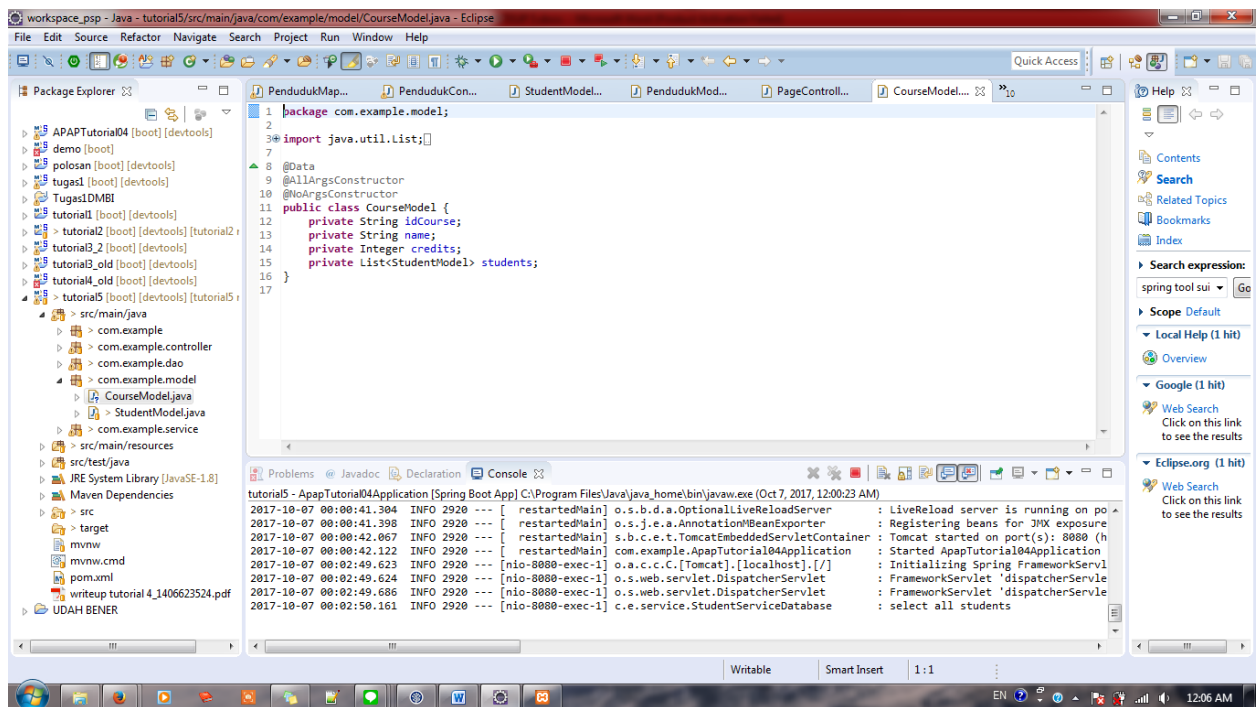 workspace_psp - Java - tutorial5/src/main/java/com/example/model/CourseModel.java - Eclipse
File Edit Source Refactor Navigate Search Project Run Window Help
Quick Access
Package Explorer
APAPTutorial04 [boot] [devtools]
demo [boot]
polosan [boot] [devtools]
tugas1 [boot] [devtools]
Tugas1DMBI
tutorial1 [boot] [devtools]
> tutorial2 [boot] [devtools] [tutorial2 r
tutorial3_2 [boot] [devtools]
tutorial3_old [boot] [devtools]
tutorial4_old [boot] [devtools]
> tutorial5 [boot] [devtools] [tutorial5 r
> src/main/java
> com.example
> com.example.controller
> com.example.dao
> com.example.model
CourseModel.java
> StudentModel.java
> com.example.service
> src/main/resources
src/test/java
JRE System Library [JavaSE-1.8]
Maven Dependencies
> src
> target
mvnw
mvnw.cmd
pom.xml
writeup tutorial 4_1406623524.pdf
UDAH BENER
PendudukMap... PendudukCon... StudentModel... PendudukMod... PageControll... CourseModel.... »10
1 package com.example.model;
2
3 import java.util.List;
7
8 @Data
9 @AllArgsConstructor
10 @NoArgsConstructor
11 public class CourseModel {
12 private String idCourse;
13 private String name;
14 private Integer credits;
15 private List<StudentModel> students;
16 }
17
Problems @ Javadoc Declaration Console
tutorial5 - ApapTutorial04Application [Spring Boot App] C:\Program Files\Java\java_home\bin\javaw.exe (Oct 7, 2017, 12:00:23 AM)
2017-10-07 00:00:41.304 INFO 2920 --- [ restartedMain] o.s.b.d.a.OptionalLiveReloadServer : LiveReload server is running on po
2017-10-07 00:00:41.398 INFO 2920 --- [ restartedMain] o.s.j.e.a.AnnotationMBeanExporter : Registering beans for JMX exposure
2017-10-07 00:00:42.067 INFO 2920 --- [ restartedMain] s.b.c.e.t.TomcatEmbeddedServletContainer : Tomcat started on port(s): 8080 (h
2017-10-07 00:00:42.122 INFO 2920 --- [ restartedMain] com.example.ApapTutorial04Application : Started ApapTutorial04Application
2017-10-07 00:02:49.623 INFO 2920 --- [nio-8080-exec-1] o.a.c.c.C.[Tomcat].[localhost].[/] : Initializing Spring FrameworkServl
2017-10-07 00:02:49.624 INFO 2920 --- [nio-8080-exec-1] o.s.web.servlet.DispatcherServlet : FrameworkServlet 'dispatcherServle
2017-10-07 00:02:49.686 INFO 2920 --- [nio-8080-exec-1] o.s.web.servlet.DispatcherServlet : FrameworkServlet 'dispatcherServle
2017-10-07 00:02:50.161 INFO 2920 --- [nio-8080-exec-1] c.e.service.StudentServiceDatabase : select all students
Help
Contents
Search
Related Topics
Bookmarks
Index
Search expression:
spring tool sui Go
Scope Default
Local Help (1 hit)
Overview
Google (1 hit)
Web Search
Click on this link
to see the results
Eclipse.org (1 hit)
Web Search
Click on this link
to see the results
Writable Smart Insert 1 : 1
EN 12:06 AM